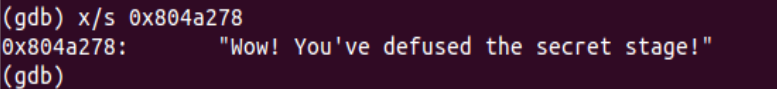 (gdb) x/s 0x804a278
0x804a278:       "Wow! You've defused the secret stage!"
(gdb)